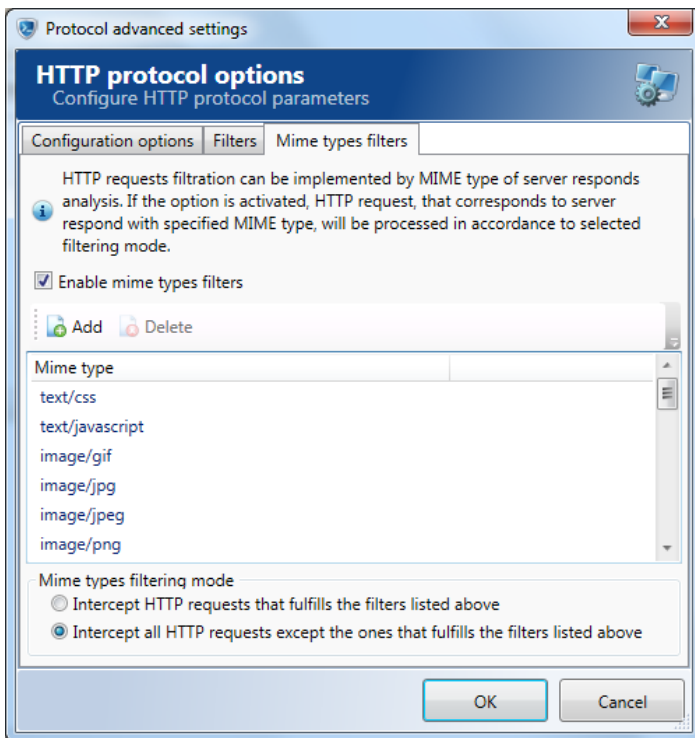 Protocol advanced settings
HTTP protocol options
Configure HTTP protocol parameters
Configuration options Filters Mime types filters
HTTP requests filtration can be implemented by MIME type of server responds
analysis. If the option is activated, HTTP request, that corresponds to server
respond with specified MIME type, will be processed in accordance to selected
filtering mode.
Enable mime types filters
Add Delete
Mime type
text/css
text/javascript
image/gif
image/jpg
image/jpeg
image/png
Mime types filtering mode
Intercept HTTP requests that fulfills the filters listed above
Intercept all HTTP requests except the ones that fulfills the filters listed above
OK Cancel